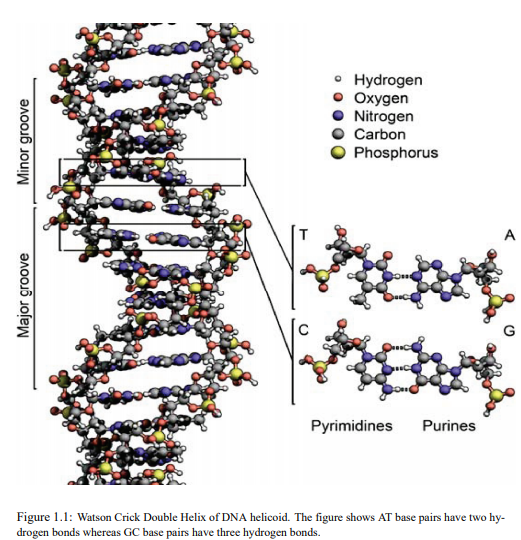 Minor groove
Major groove
Hydrogen
Oxygen
Nitrogen
Carbon
Phosphorus
T
A
C
G
Pyrimidines
Purines
Figure 1.1: Watson Crick Double Helix of DNA helicoid. The figure shows AT base pairs have two hy-
drogen bonds whereas GC base pairs have three hydrogen bonds.